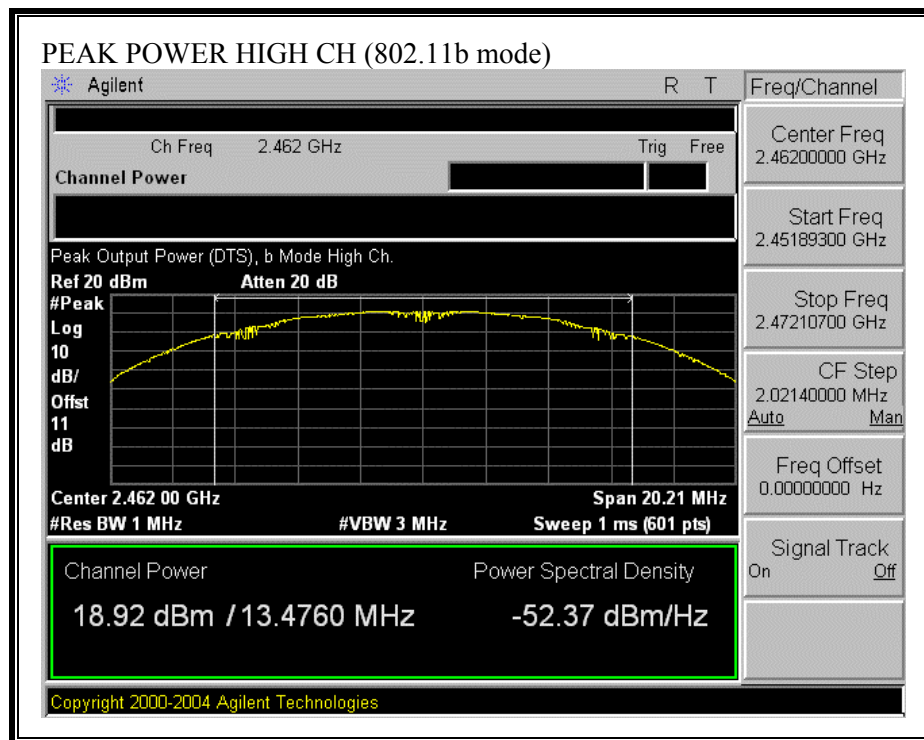 PEAK POWER HIGH CH (802.11b mode)
Agilent R T Freq/Channel
Ch Freq 2.462 GHz Trig Free
Channel Power
Center Freq
2.46200000 GHz
Start Freq
2.45189300 GHz
Stop Freq
2.47210700 GHz
CF Step
2.02140000 MHz
Auto Man
Freq Offset
0.00000000 Hz
Signal Track
On Off
Peak Output Power (DTS), b Mode High Ch.
Ref 20 dBm Atten 20 dB
#Peak
Log
10
dB/
Offst
11
dB
Center 2.462 00 GHz Span 20.21 MHz
#Res BW 1 MHz #VBW 3 MHz Sweep 1 ms (601 pts)
Channel Power Power Spectral Density
18.92 dBm / 13.4760 MHz -52.37 dBm/Hz
Copyright 2000-2004 Agilent Technologies